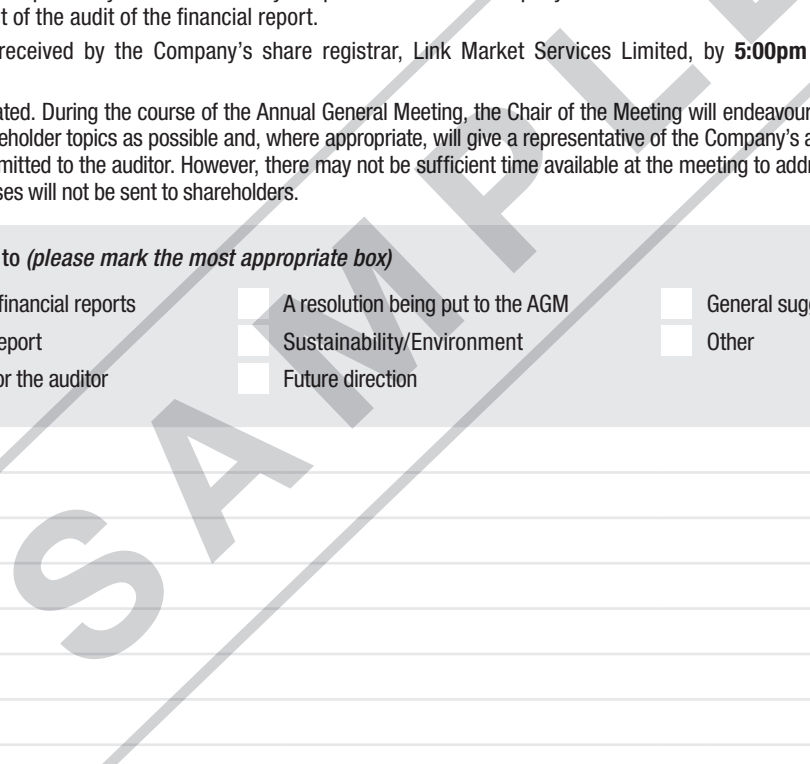 t of the audit of the financial report.
received by the Company's share registrar, Link Market Services Limited, by 5:00pm
ated. During the course of the Annual General Meeting, the Chair of the Meeting will endeavour
eholder topics as possible and, where appropriate, will give a representative of the Company's a
mitted to the auditor. However, there may not be sufficient time available at the meeting to addr
ses will not be sent to shareholders.
to (please mark the most appropriate box)
financial reports A resolution being put to the AGM General sugg
eport Sustainability/Environment Other
or the auditor Future direction
SAMPLE